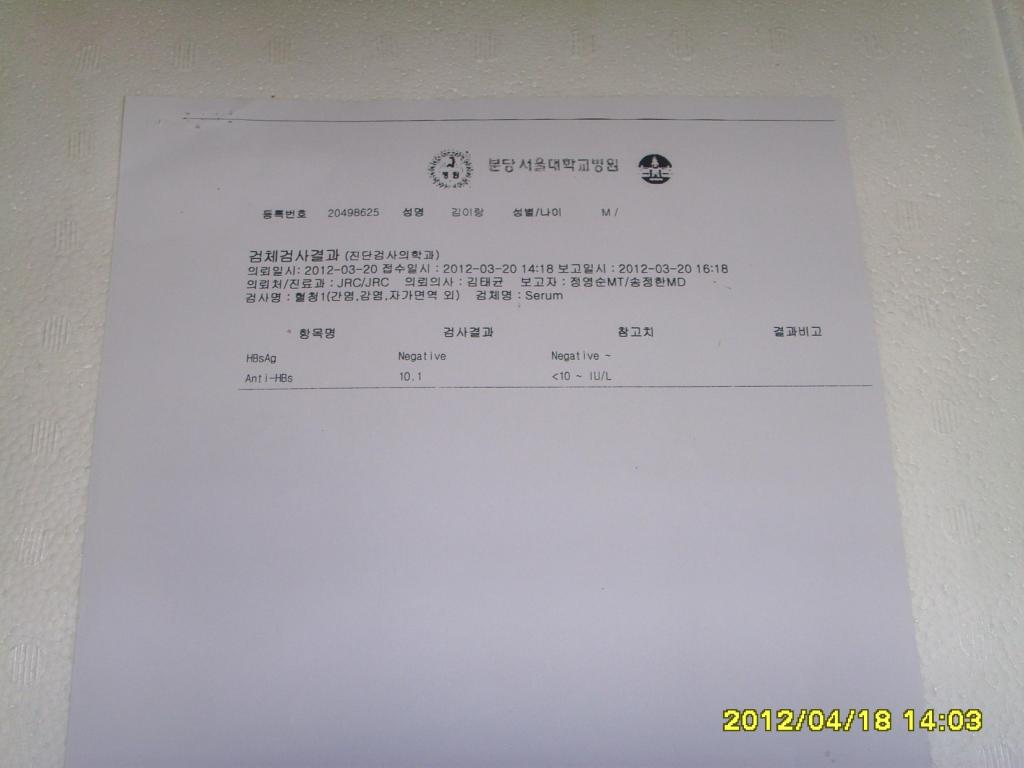 병원
분당서울대학교병원
등록번호 20498625 성명 김이랑 성별/나이 M /
검체검사결과 (진단검사의학과)
의뢰일시: 2012-03-20 접수일시 : 2012-03-20 14:18 보고일시 : 2012-03-20 16:18
의뢰처/진료과 : JRC/JRC 의뢰의사 : 김태균 보고자 : 정영순MT/송정한MD
검사명 : 혈청1(간염,감염,자가면역 외) 검체명 : Serum
* 항목명 검사결과 참고치 결과비고
HBsAg Negative Negative ~
Anti-HBs 10.1 <10 ~ IU/L
2012/04/18 14:03